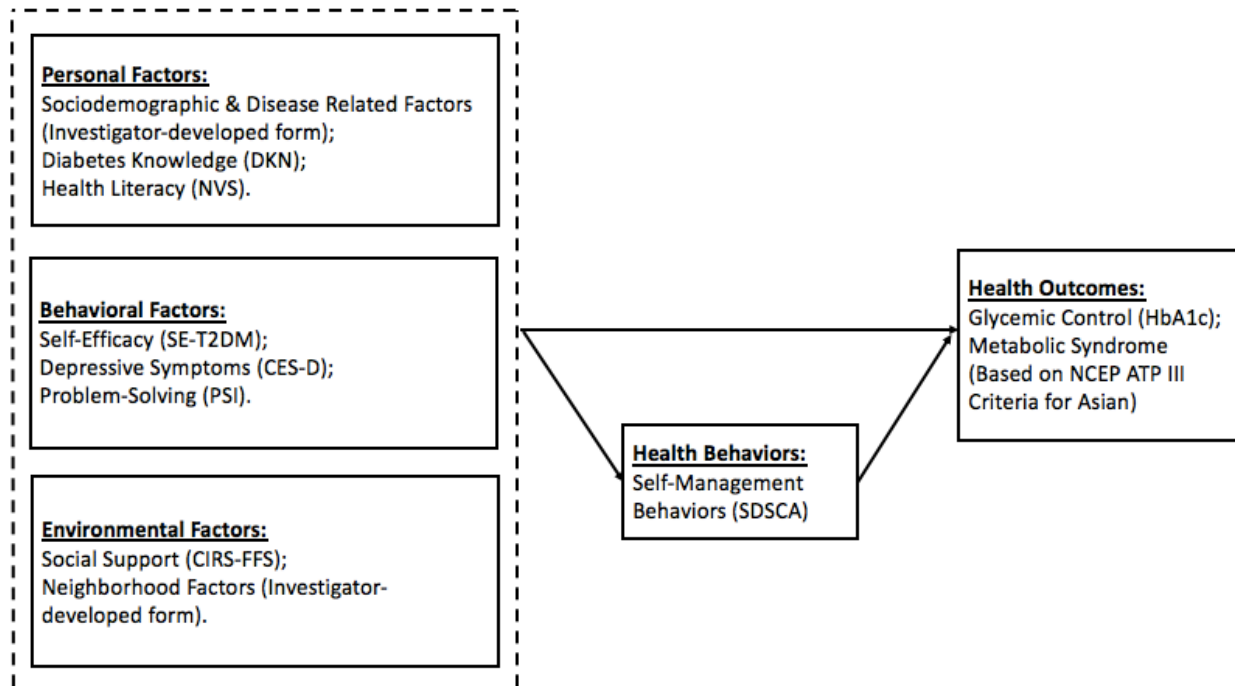 Personal Factors:
Sociodemographic & Disease Related Factors
(Investigator-developed form);
Diabetes Knowledge (DKN);
Health Literacy (NVS).
Behavioral Factors:
Self-Efficacy (SE-T2DM);
Depressive Symptoms (CES-D);
Problem-Solving (PSI).
Environmental Factors:
Social Support (CIRS-FFS);
Neighborhood Factors (Investigator-
developed form).
Health Behaviors:
Self-Management
Behaviors (SDSCA)
Health Outcomes:
Glycemic Control (HbA1c);
Metabolic Syndrome
(Based on NCEP ATP III
Criteria for Asian)